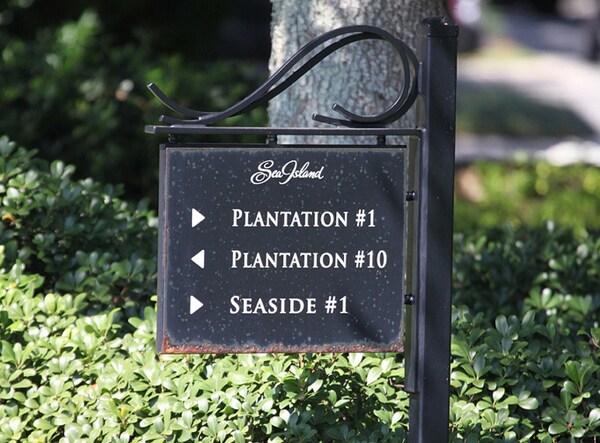 Sea Island
PLANTATION #1
PLANTATION #10
SEASIDE #1